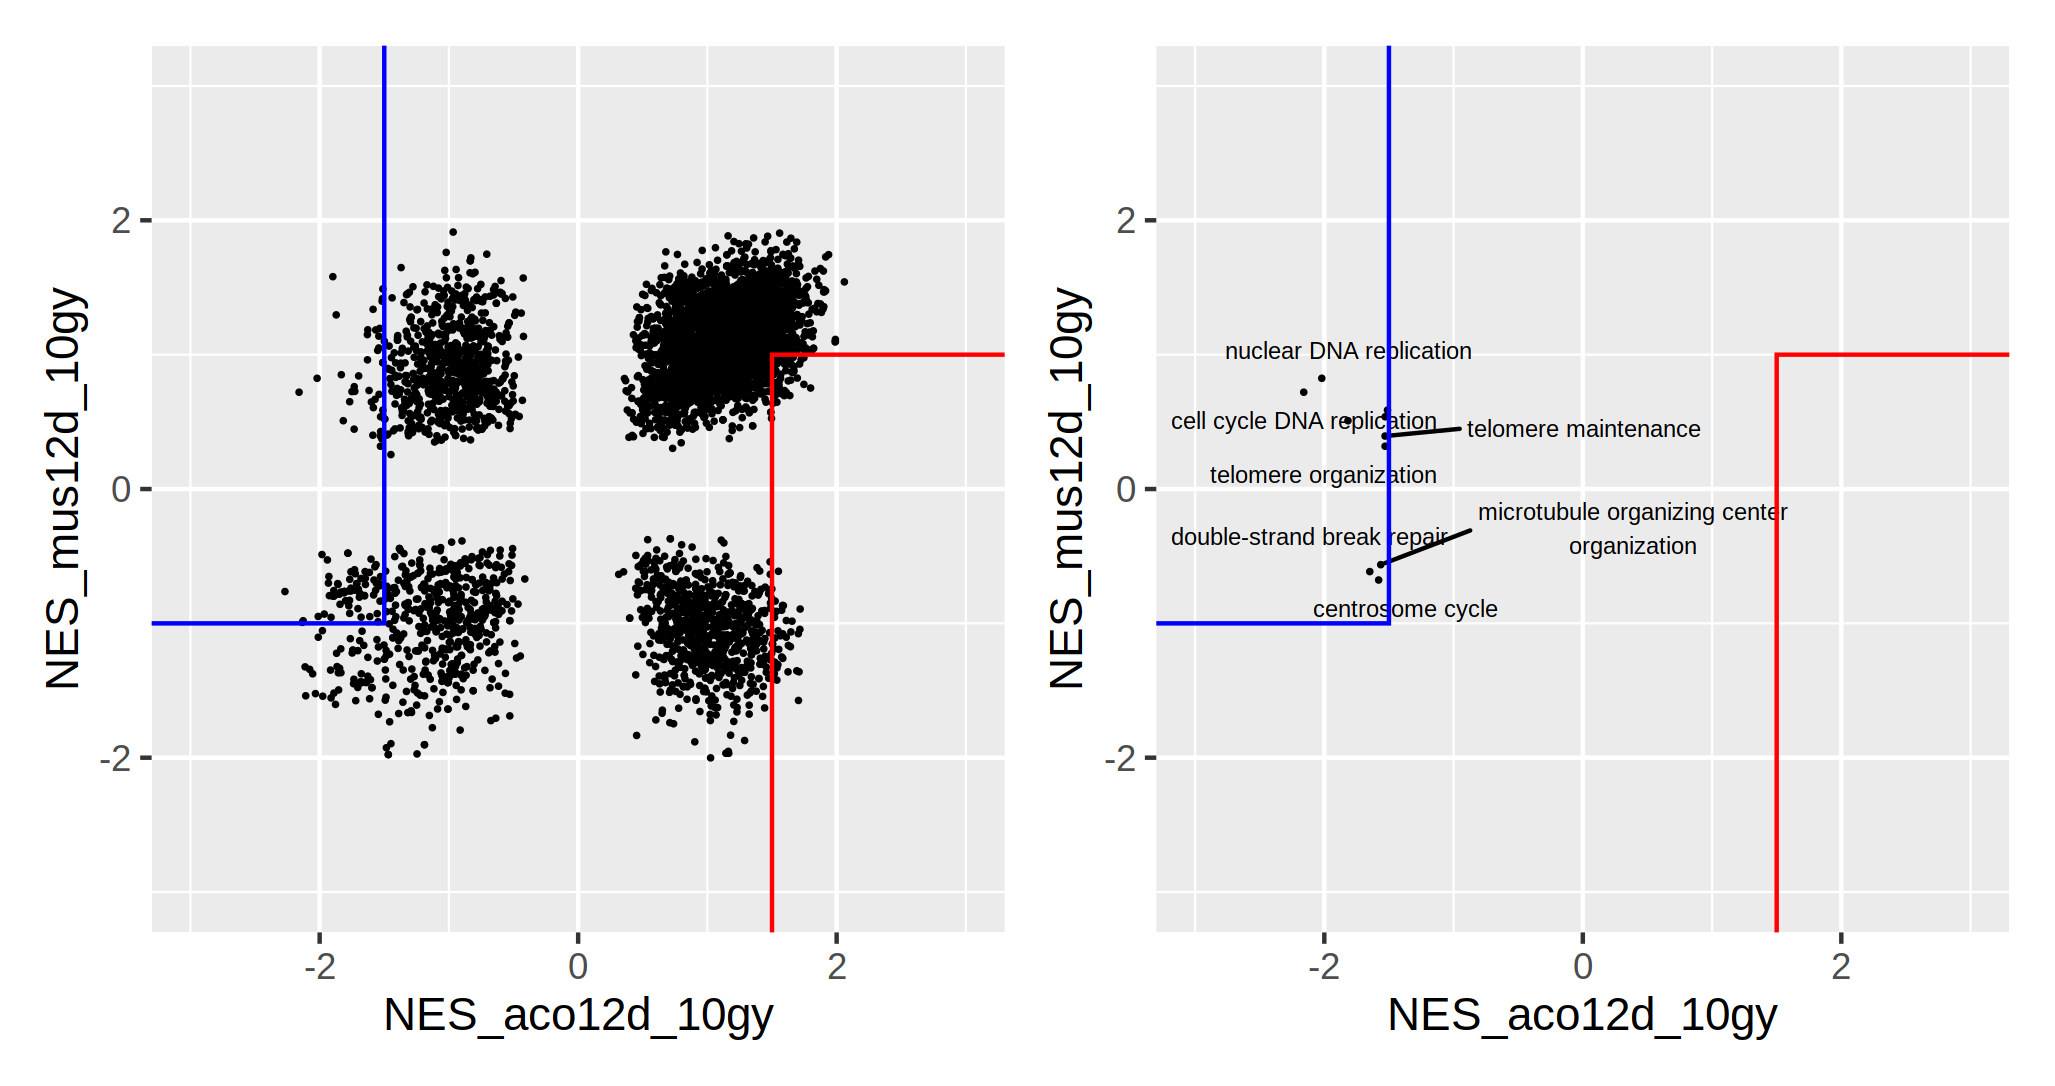 NES_mus12d_10gy
2
0
-2
-2
0
2
NES_aco12d_10gy
NES_mus12d_10gy
2
0
-2
nuclear DNA replication
cell cycle DNA replication
telomere maintenance
telomere organization
microtubule organizing center
organization
double-strand break repair
centrosome cycle
-2
0
2
NES_aco12d_10gy